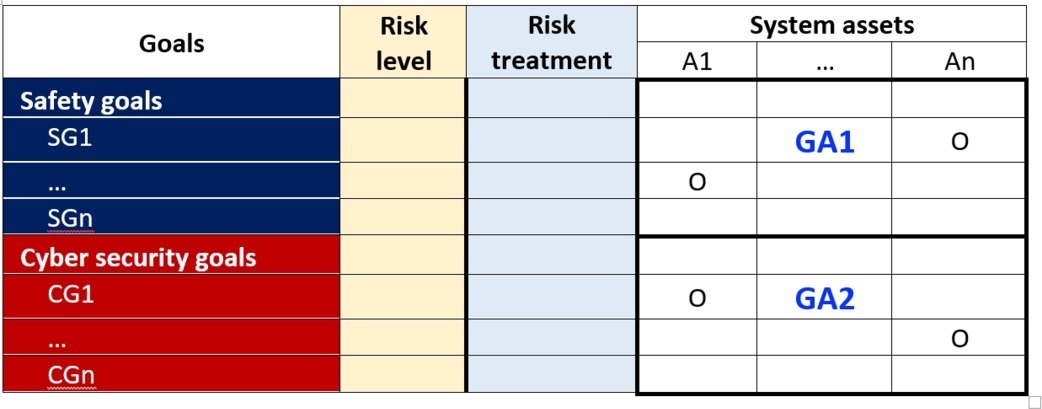 Goals
Risk level
Risk treatment
System assets
A1
...
An
Safety goals
SG1
GA1
O
...
O
SGn
Cyber security goals
CG1
O
GA2
...
O
CGn